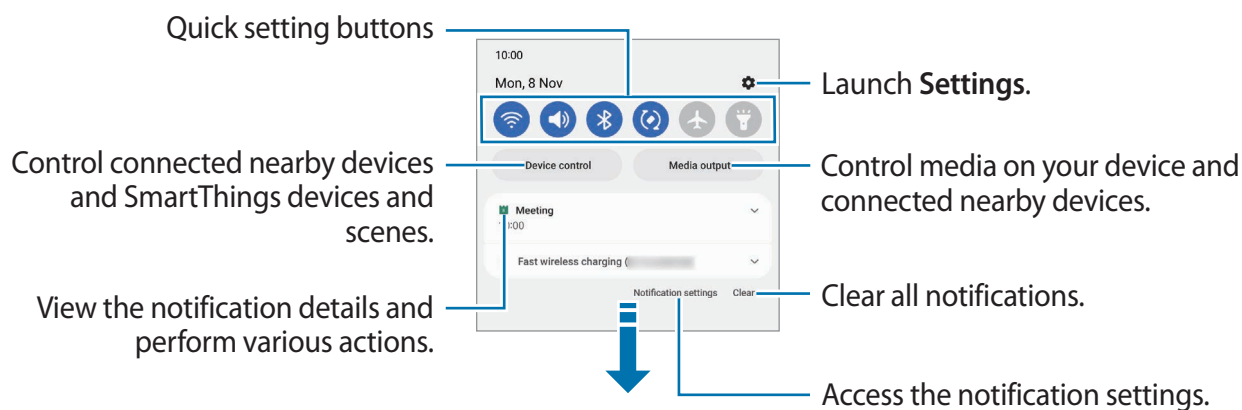 Quick setting buttons
10:00
Mon, 8 Nov
Launch Settings.
Control connected nearby devices
and SmartThings devices and
scenes.
Device control
Media output
Control media on your device and
connected nearby devices.
Meeting
Fast wireless charging (
Notification settings
Clear
View the notification details and
perform various actions.
Clear all notifications.
Access the notification settings.